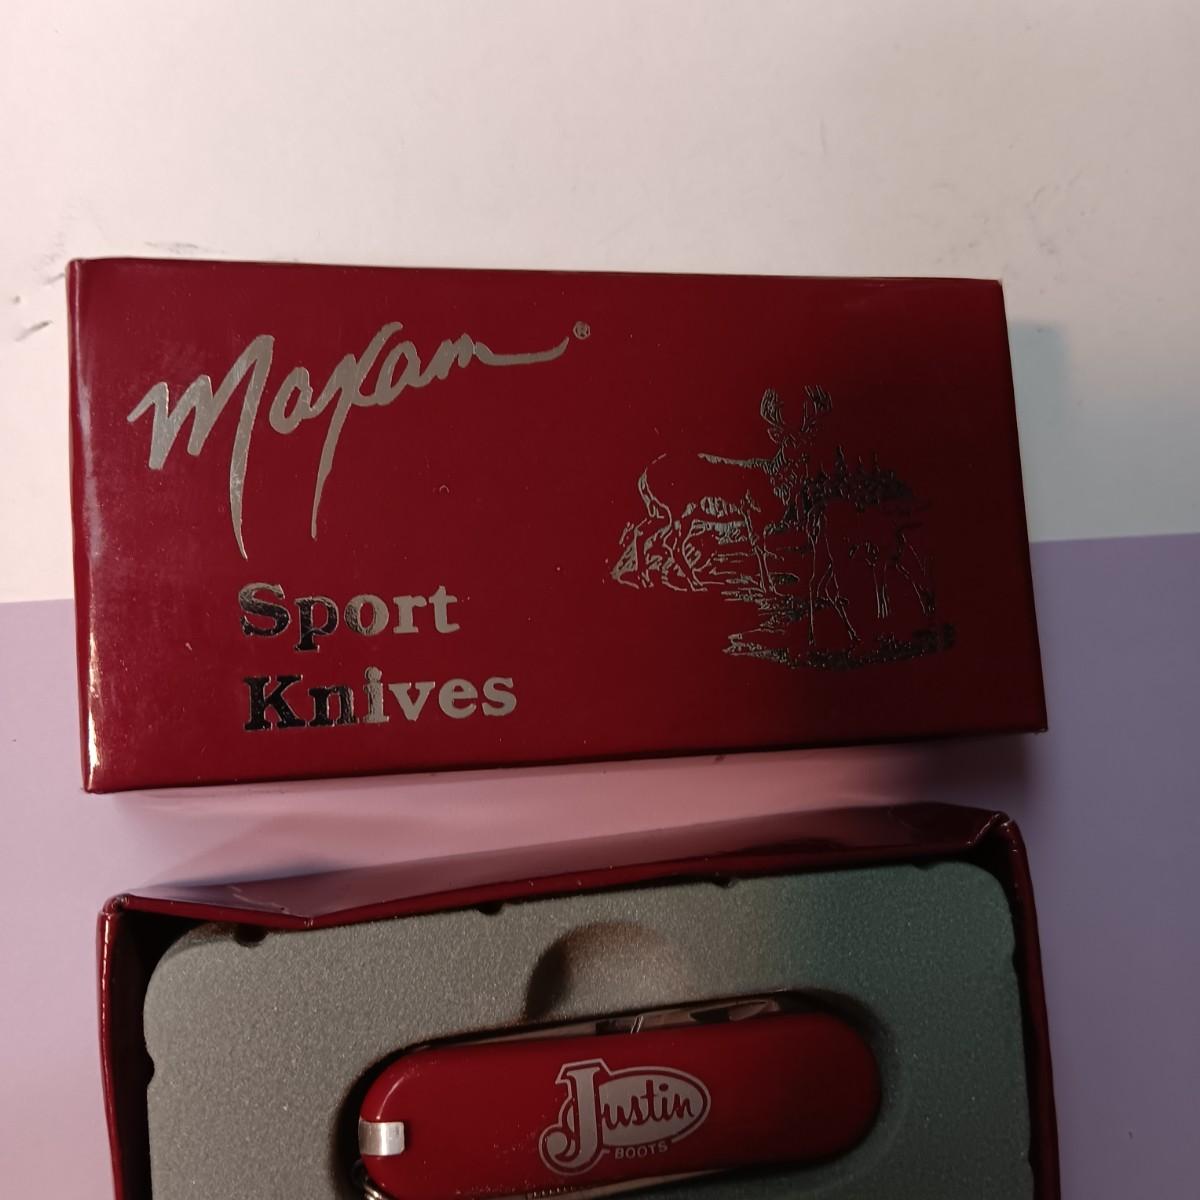 Maxam®
Sport
Knives
Justin
BOOTS